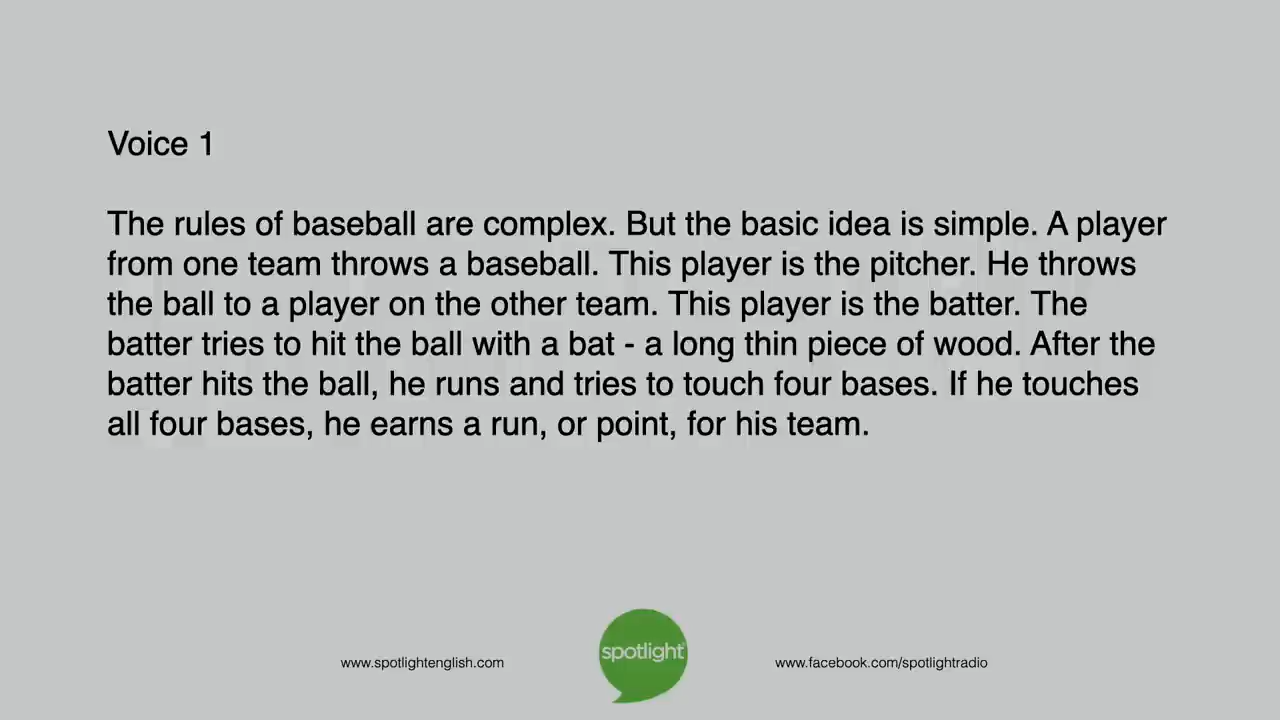 Voice 1
The rules of baseball are complex. But the basic idea is simple. A player
from one team throws a baseball. This player is the pitcher. He throws
the ball to a player on the other team. This player is the batter. The
batter tries to hit the ball with a bat - a long thin piece of wood. After the
batter hits the ball, he runs and tries to touch four bases. If he touches
all four bases, he earns a run, or point, for his team.
www.spotlightenglish.com
spotlight
www.facebook.com/spotlightradio